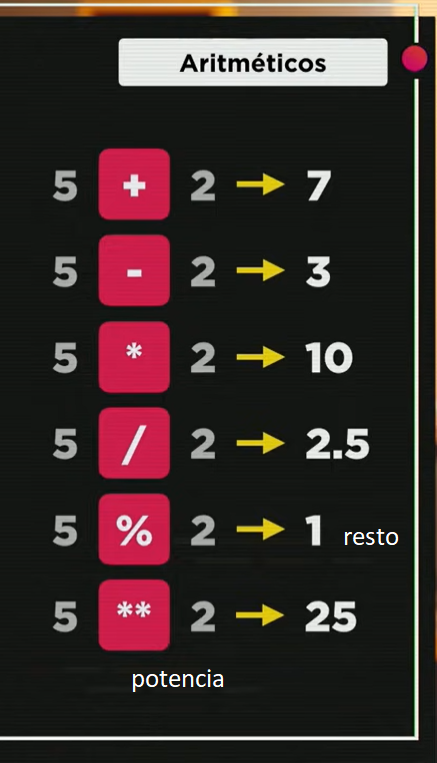 Aritméticos
5 + 2 → 7
5 - 2 → 3
5 * 2 → 10
5 / 2 → 2.5
5 % 2 → 1 resto
5 ** 2 → 25
potencia